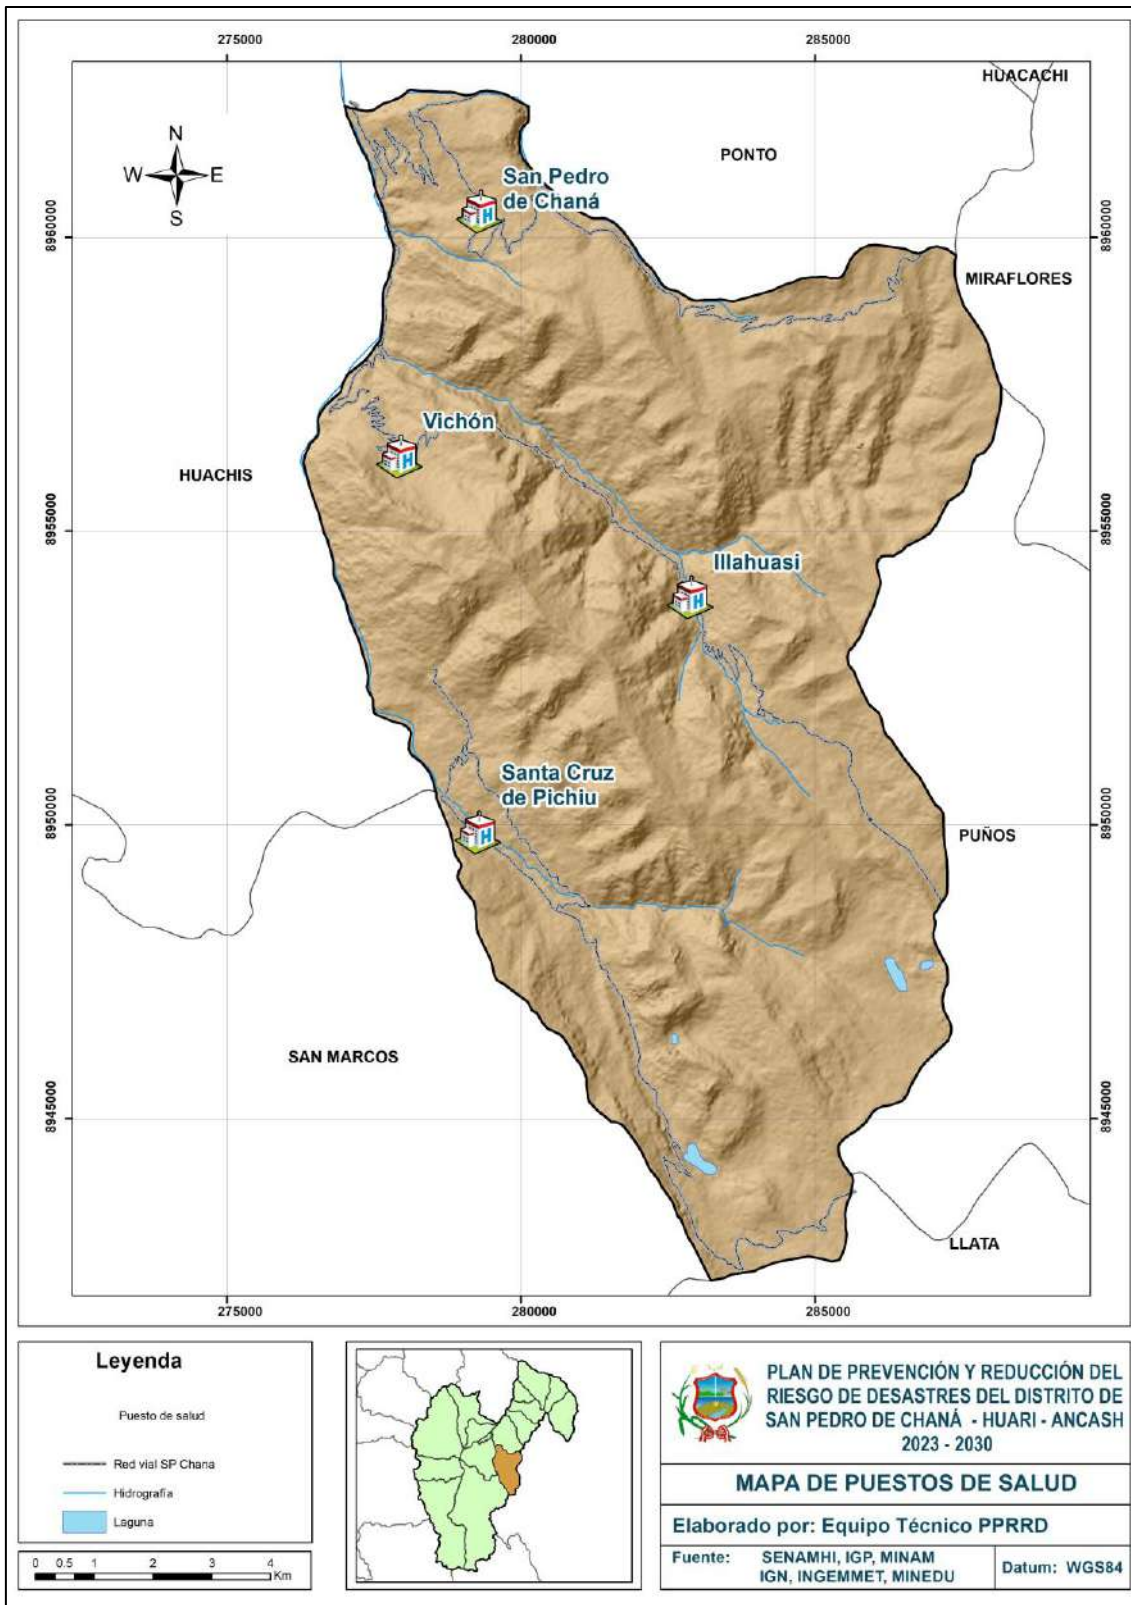 275000 280000 285000
HUACACHI
N
W E
S
PONTO
San Pedro
de Chaná
8960000 8960000
MIRAFLORES
Vichón
HUACHIS
8955000 8955000
Illahuasi
Santa Cruz
de Pichiu
8950000 8950000
PUÑOS
SAN MARCOS
8945000 8945000
LLATA
275000 280000 285000
Leyenda
Puesto de salud
Red vial SP Chana
Hidrografía
Laguna
0 0.5 1 2 3 4
Km
PLAN DE PREVENCIÓN Y REDUCCIÓN DEL
RIESGO DE DESASTRES DEL DISTRITO DE
SAN PEDRO DE CHANÁ - HUARI - ANCASH
2023 - 2030
MAPA DE PUESTOS DE SALUD
Elaborado por: Equipo Técnico PPRRD
Fuente: SENAMHI, IGP, MINAM
IGN, INGEMMET, MINEDU
Datum: WGS84